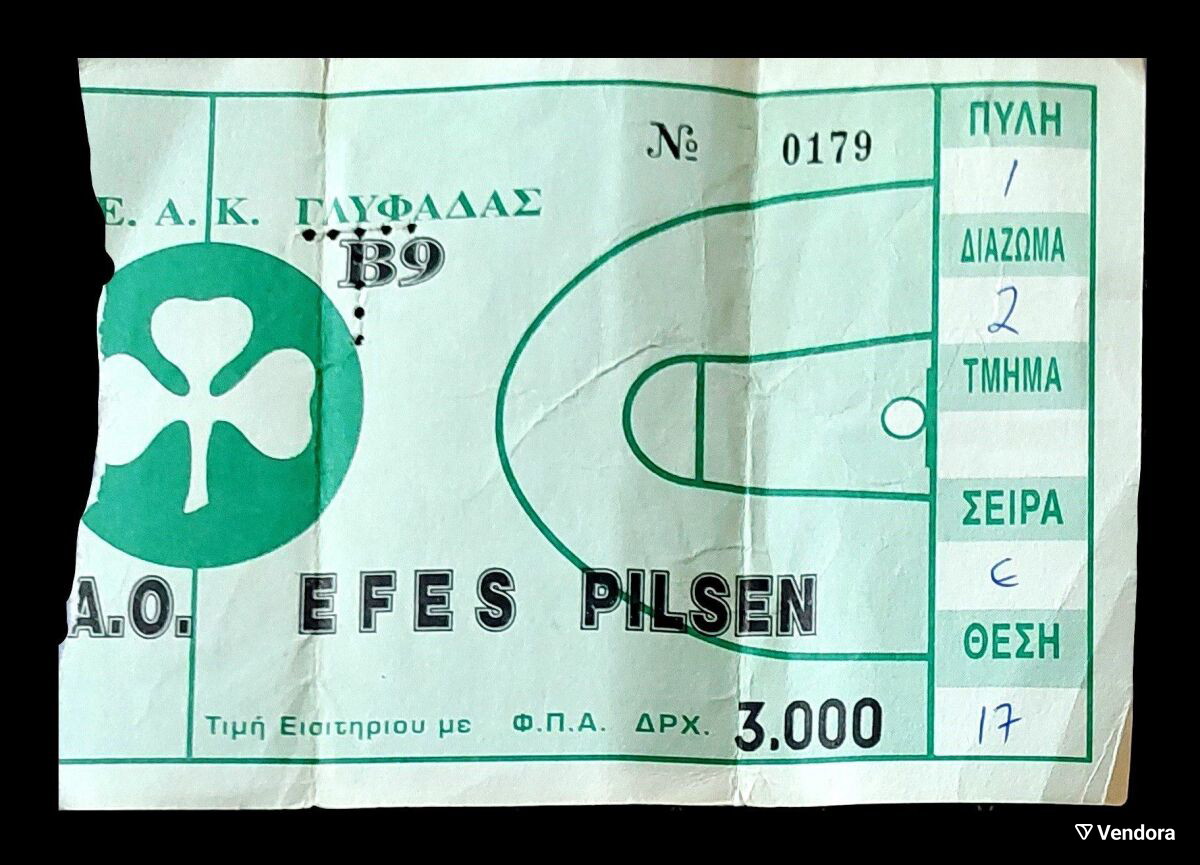 № 0179
Ε. Α. Κ. ΓΛΥΦΑΔΑΣ
B9
Α.Ο. EFES PILSEN
Τιμή Εισιτηριου με Φ.Π.Α. ΔΡΧ. 3.000
ΠΥΛΗ
1
ΔΙΑΖΩΜΑ
2
ΤΜΗΜΑ
ΣΕΙΡΑ
Є
ΘΕΣΗ
17
Vendora